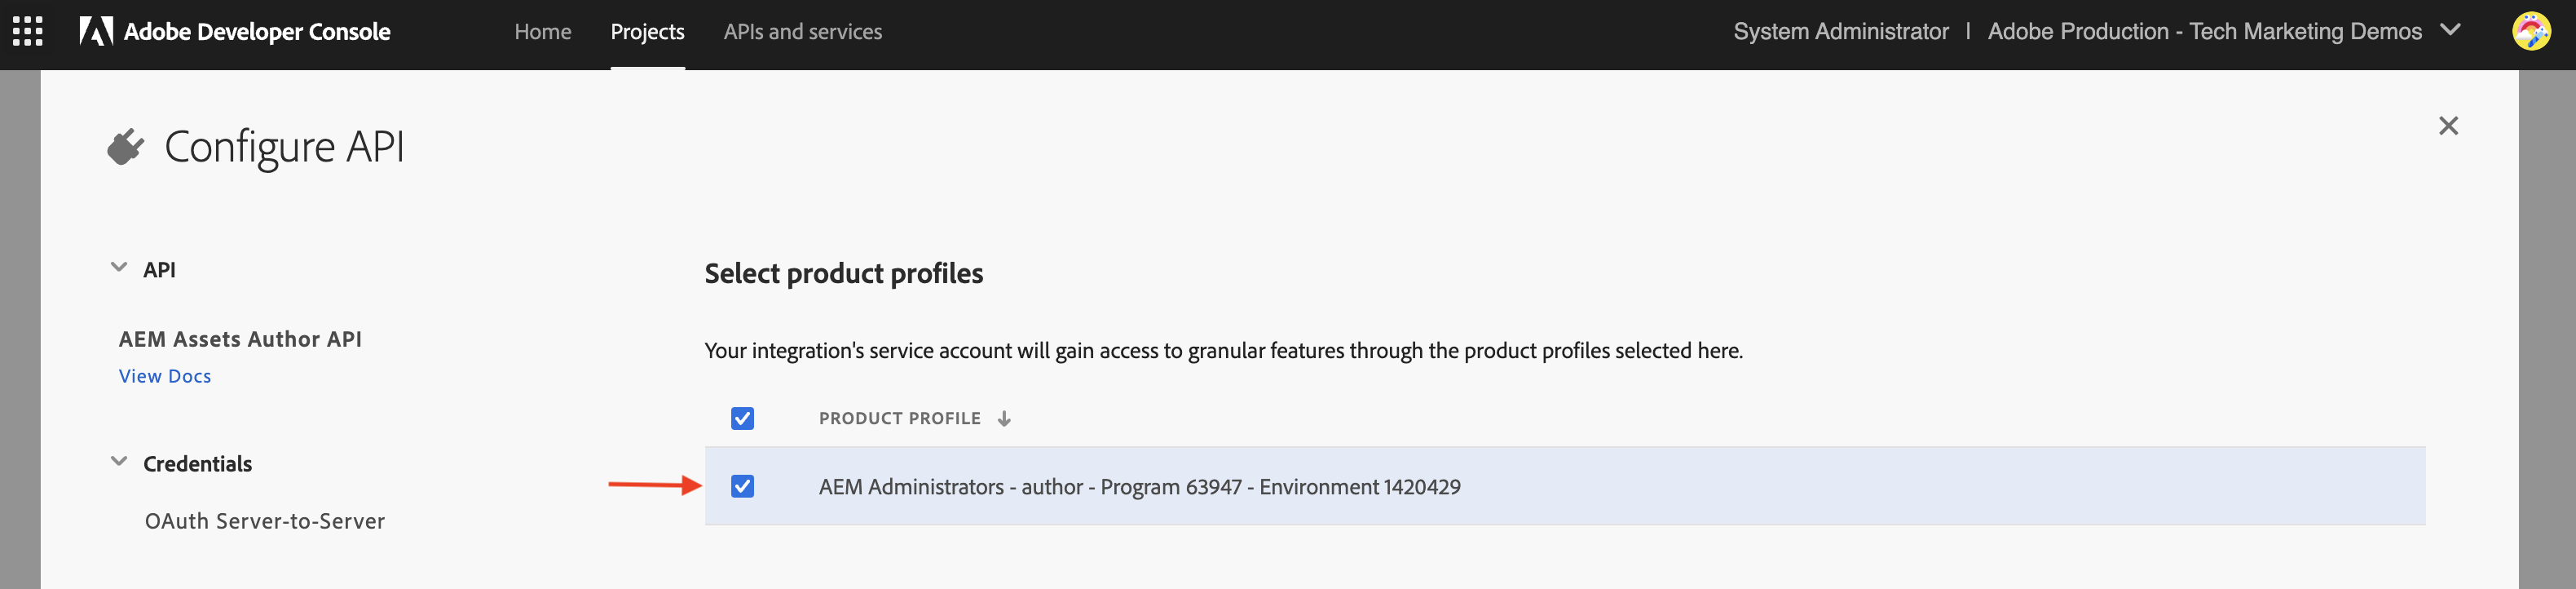 Adobe Developer Console Home Projects APIs and services System Administrator | Adobe Production - Tech Marketing Demos
Configure API
API
AEM Assets Author API
View Docs
Credentials
OAuth Server-to-Server
Select product profiles
Your integration's service account will gain access to granular features through the product profiles selected here.
PRODUCT PROFILE
AEM Administrators - author - Program 63947 - Environment 1420429